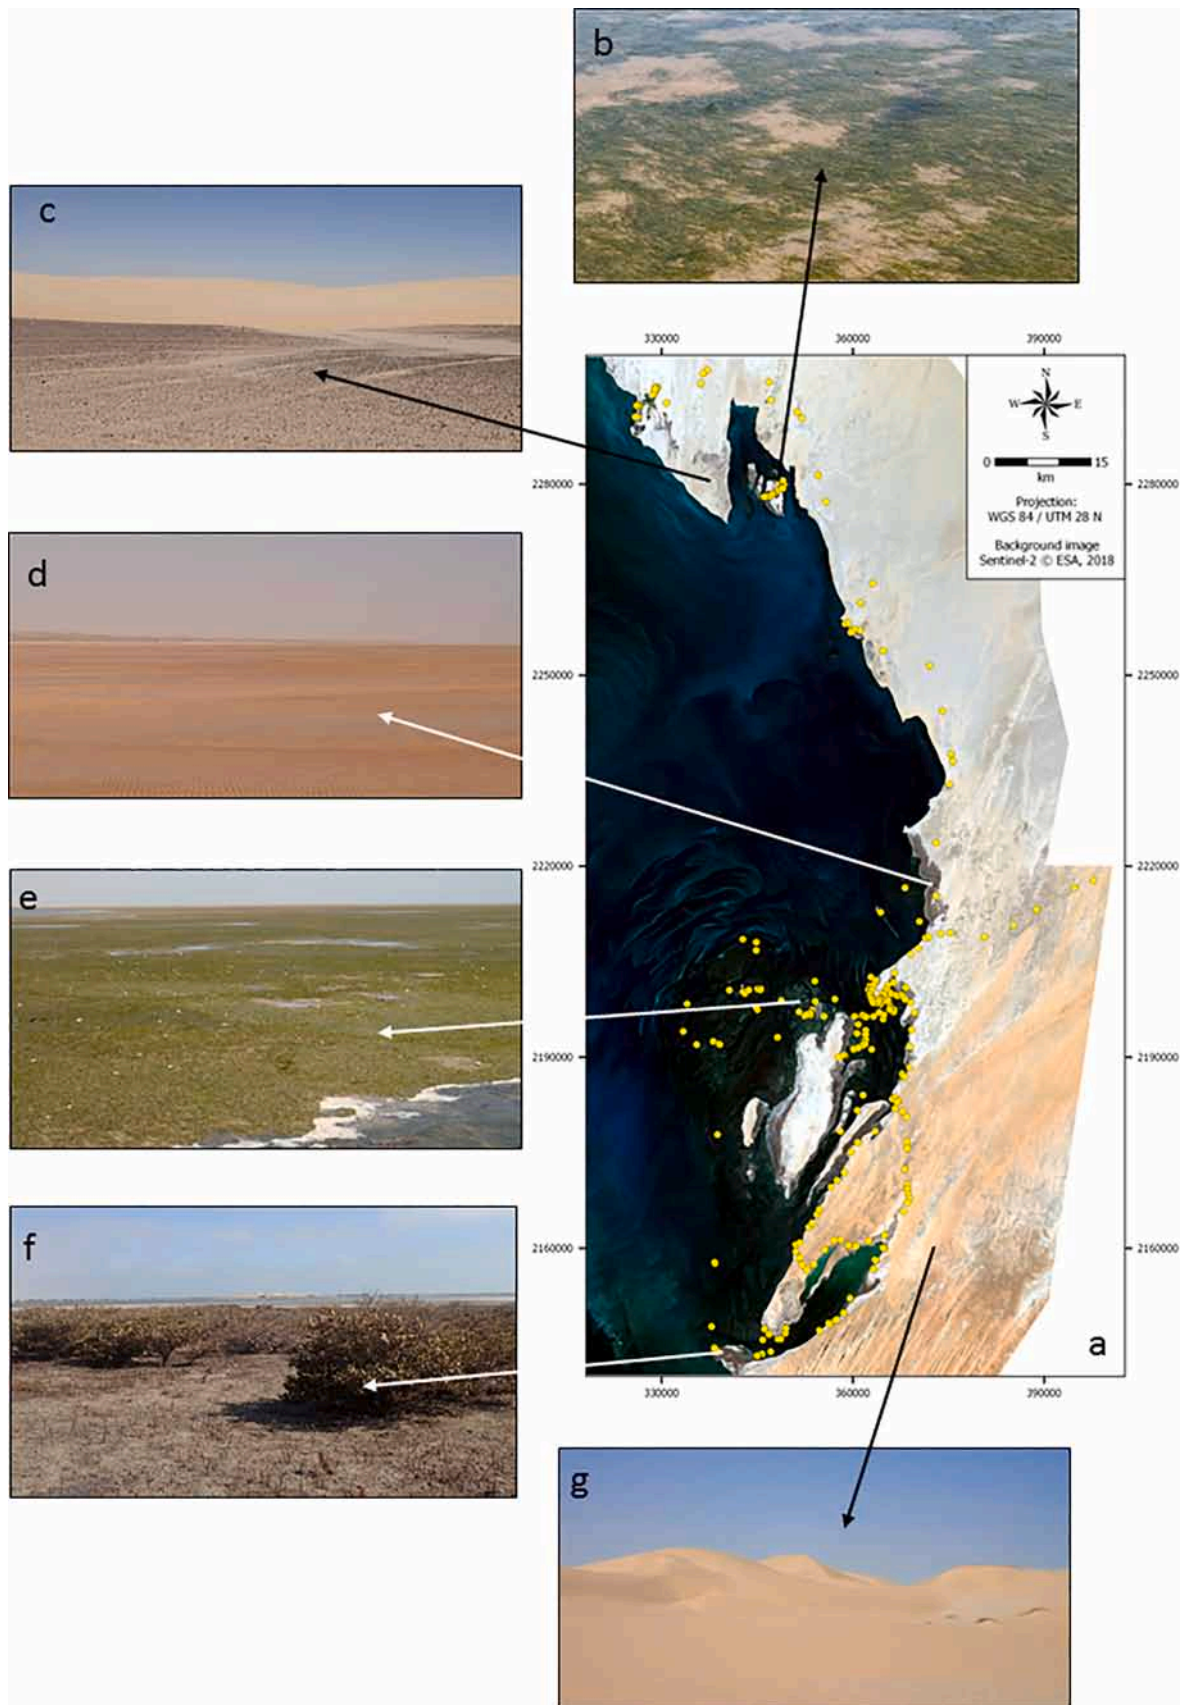 b
c
330000 360000 390000
N
W E
S
0 15
km
Projection:
WGS 84 / UTM 28 N
Background image
Sentinel-2 © ESA, 2018
2280000 2280000
d
2250000 2250000
e
2220000 2220000
2190000 2190000
f
2160000 2160000
a
330000 360000 390000
g